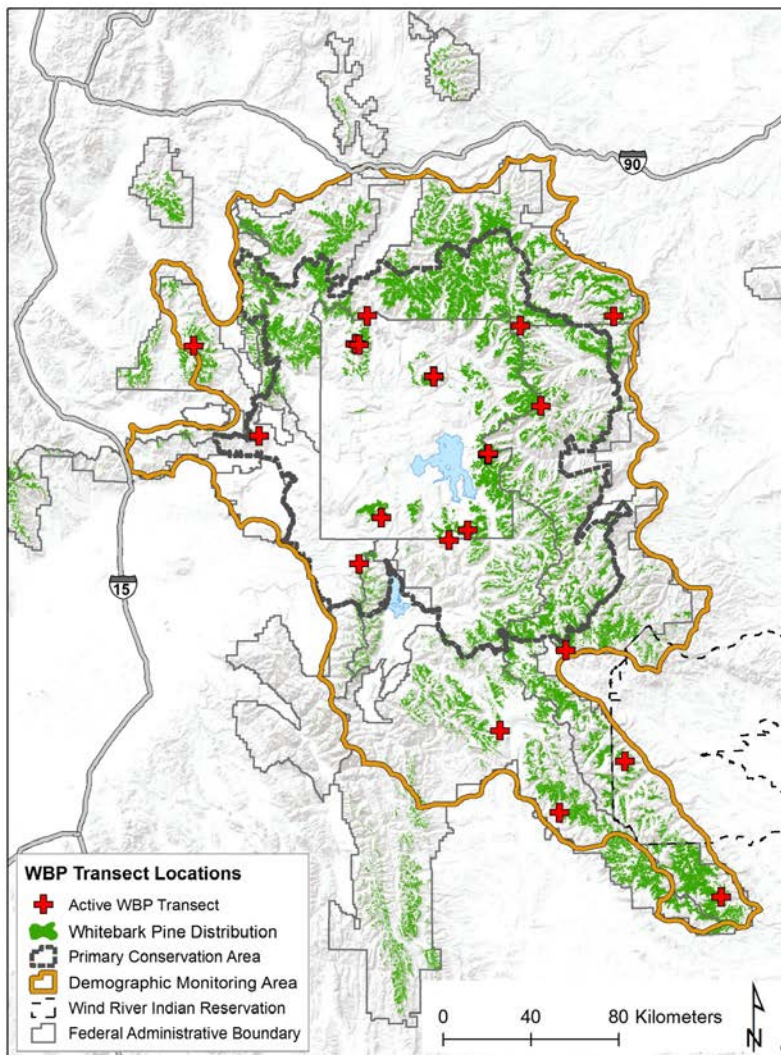 90
15
WBP Transect Locations
Active WBP Transect
Whitebark Pine Distribution
Primary Conservation Area
Demographic Monitoring Area
Wind River Indian Reservation
Federal Administrative Boundary
0 40 80 Kilometers
N